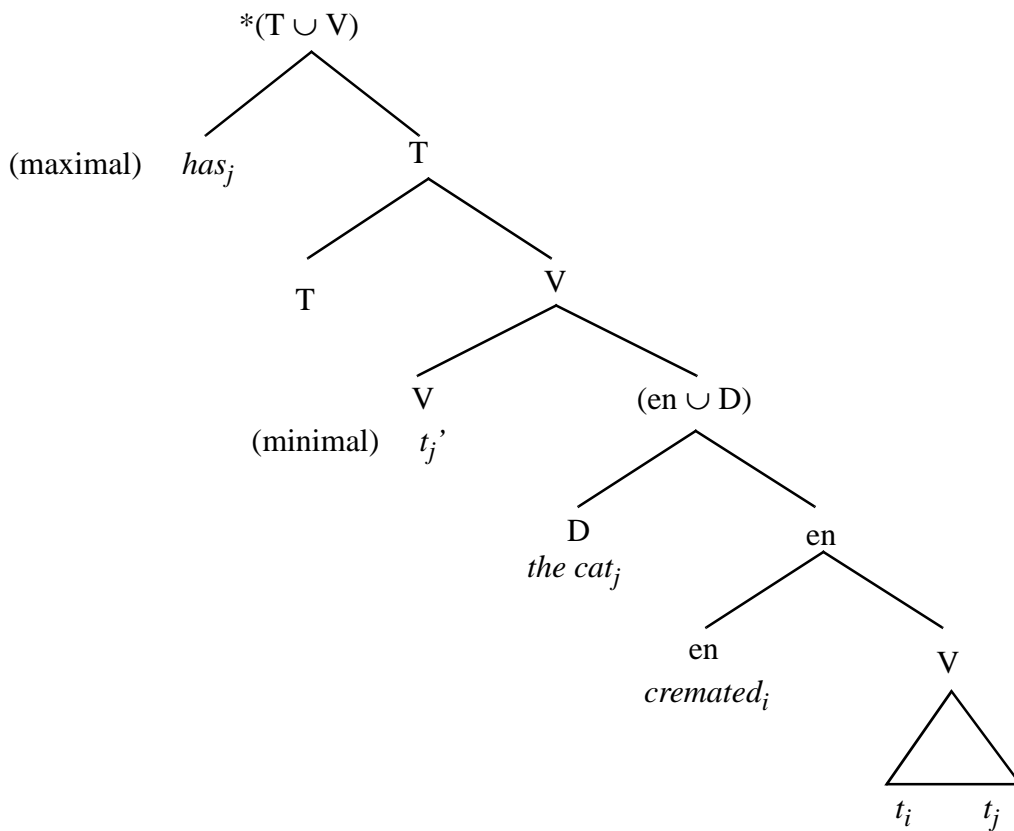 *(T ∪ V)
(maximal) has_j T
T V
V (en ∪ D)
(minimal) t_j’
D en
the cat_j
en V
cremated_i
t_i t_j